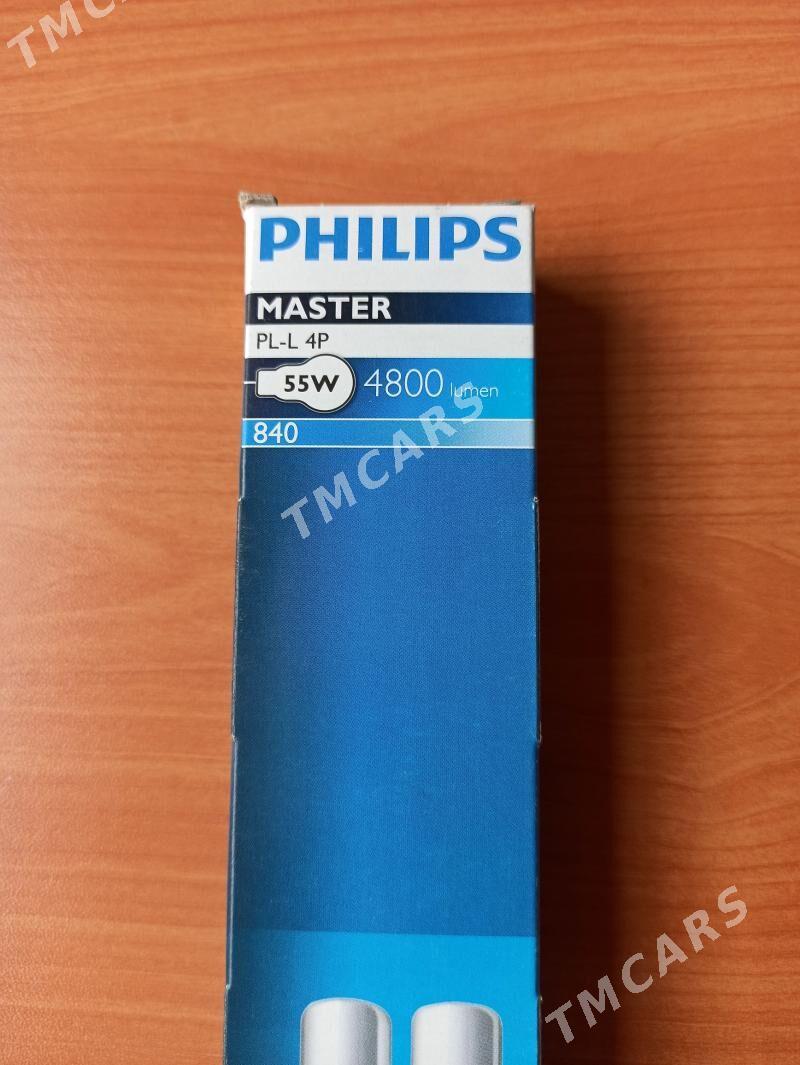 TMCARS
PHILIPS
MASTER
PL-L 4P
55W 4800 lumen
840
TMCARS
TMCARS